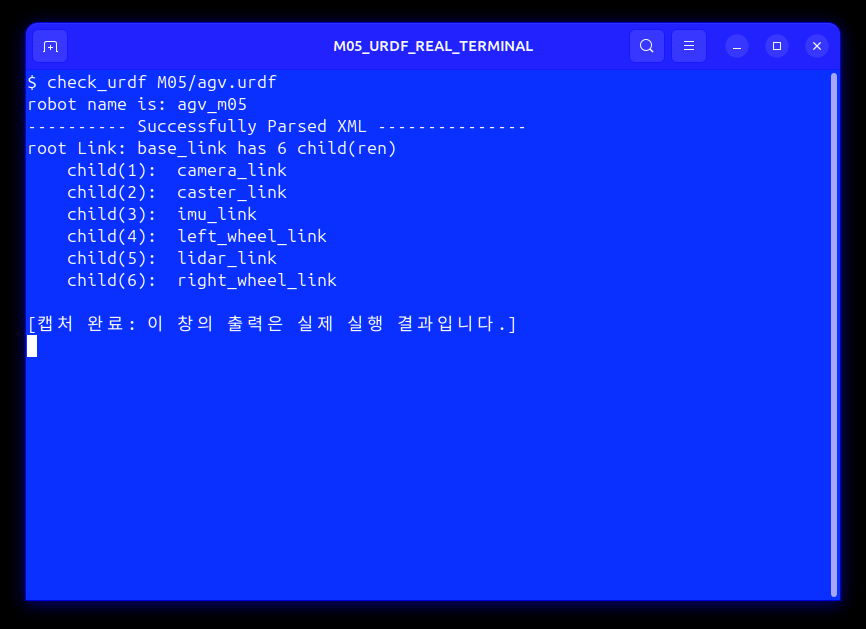 M05_URDF_REAL_TERMINAL
$ check_urdf M05/agv.urdf
robot name is: agv_m05
---------- Successfully Parsed XML ---------------
root Link: base_link has 6 child(ren)
    child(1):  camera_link
    child(2):  caster_link
    child(3):  imu_link
    child(4):  left_wheel_link
    child(5):  lidar_link
    child(6):  right_wheel_link
[캡처 완료: 이 창의 출력은 실제 실행 결과입니다.]